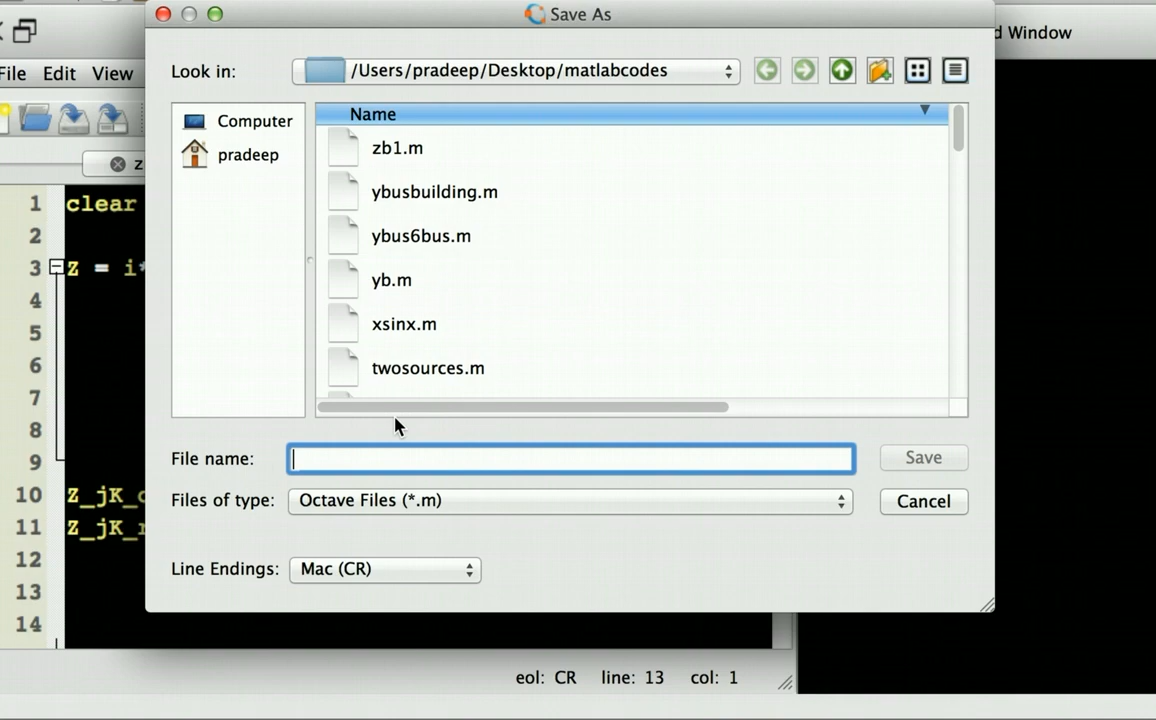 Save As
d Window
File Edit View
Look in: /Users/pradeep/Desktop/matlabcodes
Computer
pradeep
Name
zb1.m
ybusbuilding.m
ybus6bus.m
yb.m
xsinx.m
twosources.m
z
1 clear
2
3 Z = i*
4
5
6
7
8
9
10 Z_jK_
11 Z_jK_
12
13
14
File name: Save
Files of type: Octave Files (*.m) Cancel
Line Endings: Mac (CR)
eol: CR line: 13 col: 1